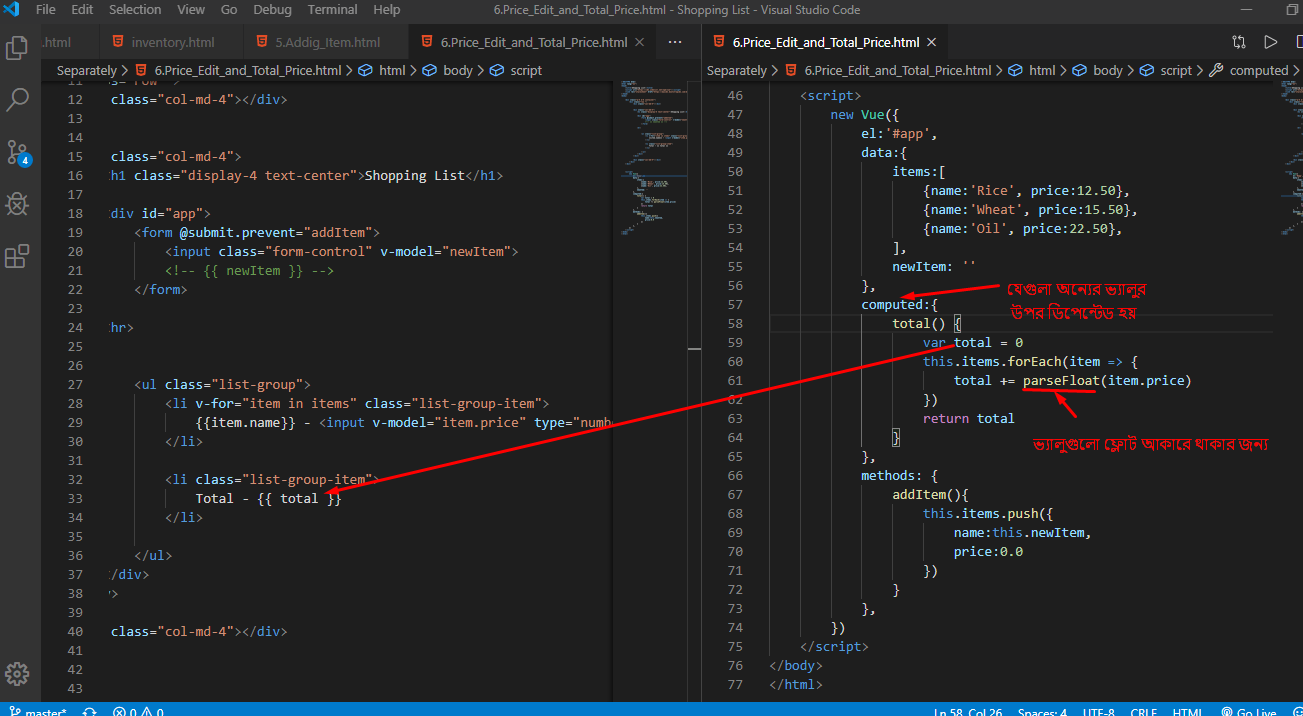 File Edit Selection View Go Debug Terminal Help 6.Price_Edit_and_Total_Price.html - Shopping List - Visual Studio Code
.html inventory.html 5.Addig_Item.html 6.Price_Edit_and_Total_Price.html
Separately > 6.Price_Edit_and_Total_Price.html > html > body > script
12 class="col-md-4"></div>
13
14
15 class="col-md-4">
16 h1 class="display-4 text-center">Shopping List</h1>
17
18 div id="app">
19 <form @submit.prevent="addItem">
20 <input class="form-control" v-model="newItem">
21 <!-- {{ newItem }} -->
22 </form>
23
24 hr>
25
26
27 <ul class="list-group">
28 <li v-for="item in items" class="list-group-item">
29 {{item.name}} - <input v-model="item.price" type="numb
30 </li>
31
32 <li class="list-group-item">
33 Total - {{ total }}
34 </li>
35
36 </ul>
37 /div>
38 >
39
40 class="col-md-4"></div>
41
42
43
6.Price_Edit_and_Total_Price.html
Separately > 6.Price_Edit_and_Total_Price.html > html > body > script > computed >
46 <script>
47 new Vue({
48 el:'#app',
49 data:{
50 items:[
51 {name:'Rice', price:12.50},
52 {name:'Wheat', price:15.50},
53 {name:'Oil', price:22.50},
54 ],
55 newItem: ''
56 },
57 computed:{
যেগুলা অন্যের ভ্যালুর
উপর ডিপেন্টেড হয়
58 total() {
59 var total = 0
60 this.items.forEach(item => {
61 total += parseFloat(item.price)
62 })
63 return total
64 }
ভ্যালুগুলো ফ্লোট আকারে থাকার জন্য
65 },
66 methods: {
67 addItem(){
68 this.items.push({
69 name:this.newItem,
70 price:0.0
71 })
72 }
73 },
74 })
75 </script>
76 </body>
77 </html>
4
master* 0 0 Ln 58, Col 26 Spaces: 4 UTF-8 CRLF HTML Go Live